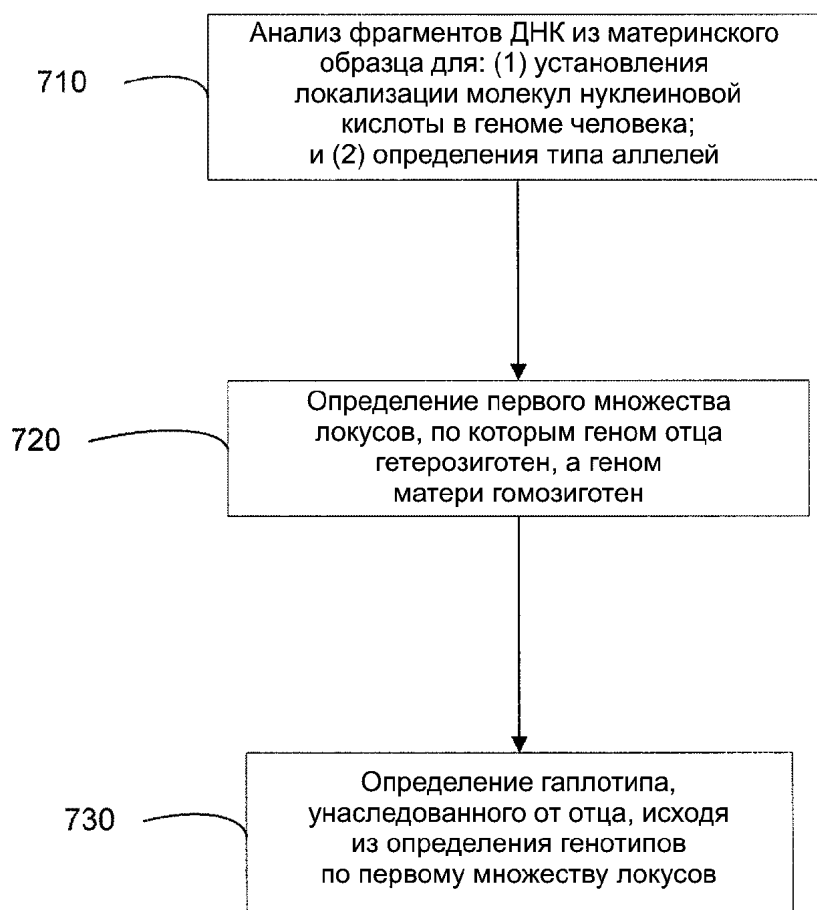 710
Анализ фрагментов ДНК из материнского
образца для: (1) установления
локализации молекул нуклеиновой
кислоты в геноме человека;
и (2) определения типа аллелей
720
Определение первого множества
локусов, по которым геном отца
гетерозиготен, а геном
матери гомозиготен
730
Определение гаплотипа,
унаследованного от отца, исходя
из определения генотипов
по первому множеству локусов